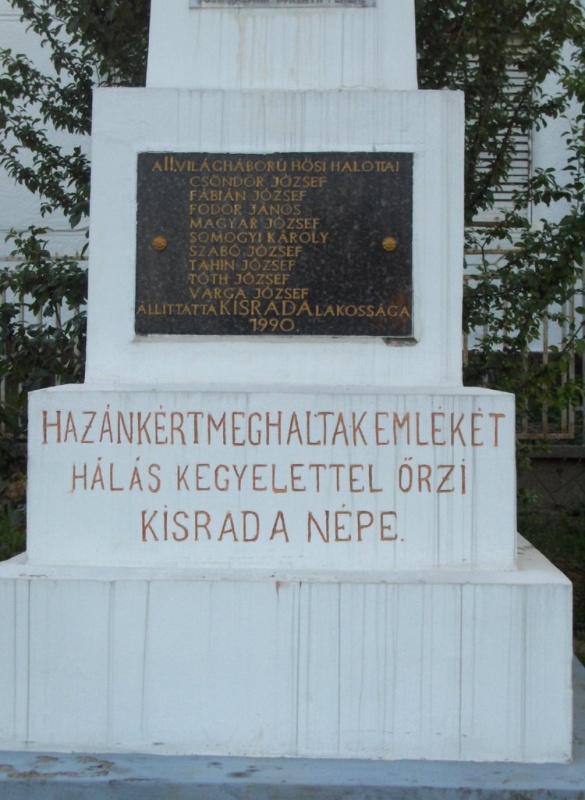 A II. VILÁGHÁBORÚ HŐSI HALOTTAI
CSÖNDÖR JÓZSEF
FÁBIÁN JÓZSEF
FODOR JÁNOS
MAGYAR JÓZSEF
SOMOGYI KÁROLY
SZABÓ JÓZSEF
TAHIN JÓZSEF
TÓTH JÓZSEF
VARGA JÓZSEF
ÁLLÍTTATTA KISRADA LAKOSSÁGA
1990.
HAZÁNKÉRT MEGHALTAK EMLÉKÉT
HÁLÁS KEGYELETTEL ŐRZI
KISRADA NÉPE.